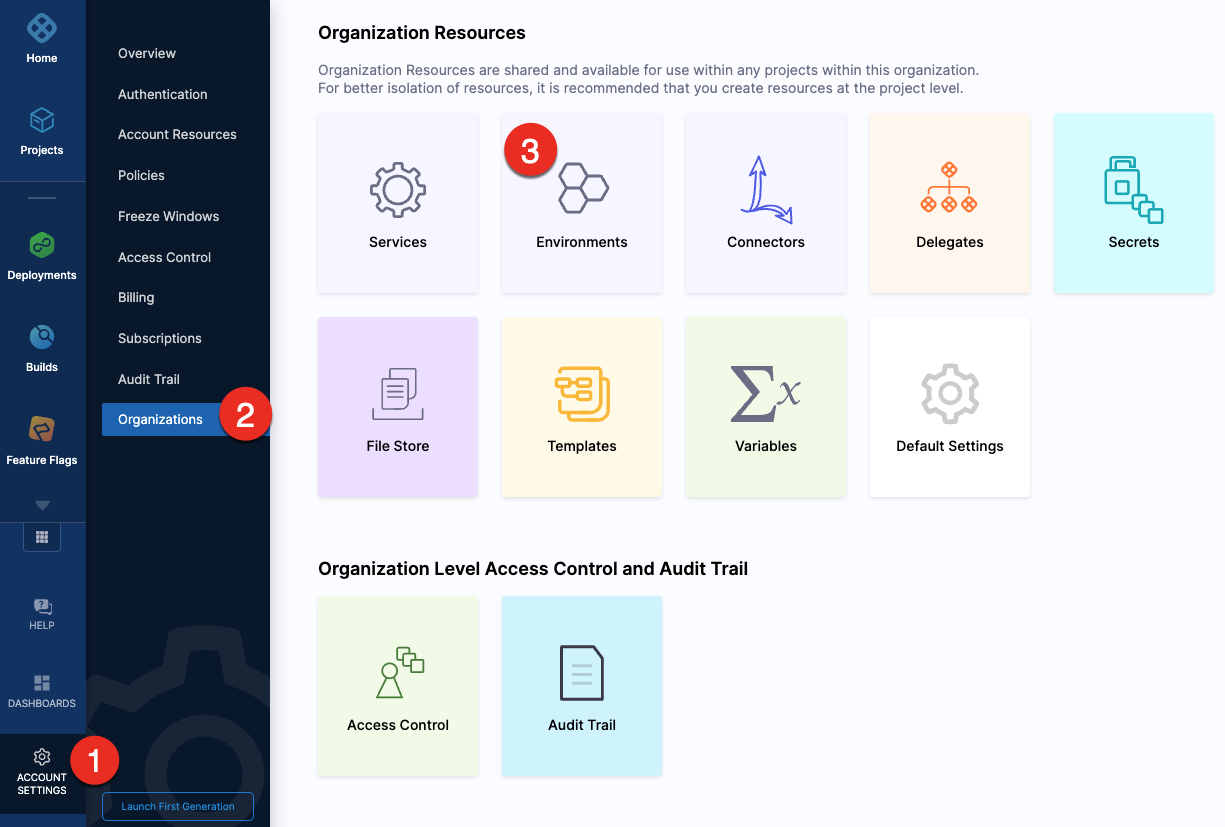 Home
Projects
Deployments
Builds
Feature Flags
HELP
DASHBOARDS
ACCOUNT
SETTINGS
1
Overview
Authentication
Account Resources
Policies
Freeze Windows
Access Control
Billing
Subscriptions
Audit Trail
Organizations
2
Launch First Generation
Organization Resources
Organization Resources are shared and available for use within any projects within this organization.
For better isolation of resources, it is recommended that you create resources at the project level.
Services
3
Environments
Connectors
Delegates
Secrets
File Store
Templates
Σx
Variables
Default Settings
Organization Level Access Control and Audit Trail
Access Control
Audit Trail